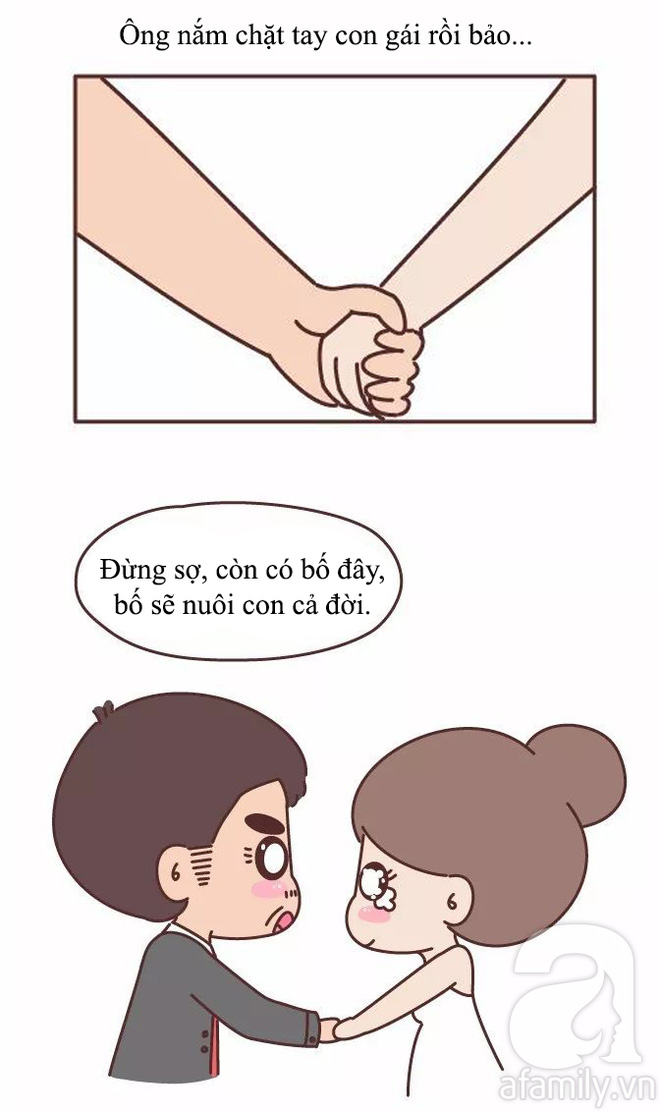 Ông nắm chặt tay con gái rồi bảo...
Đừng sợ, còn có bố đây,
bố sẽ nuôi con cả đời.
a
afamily.vn